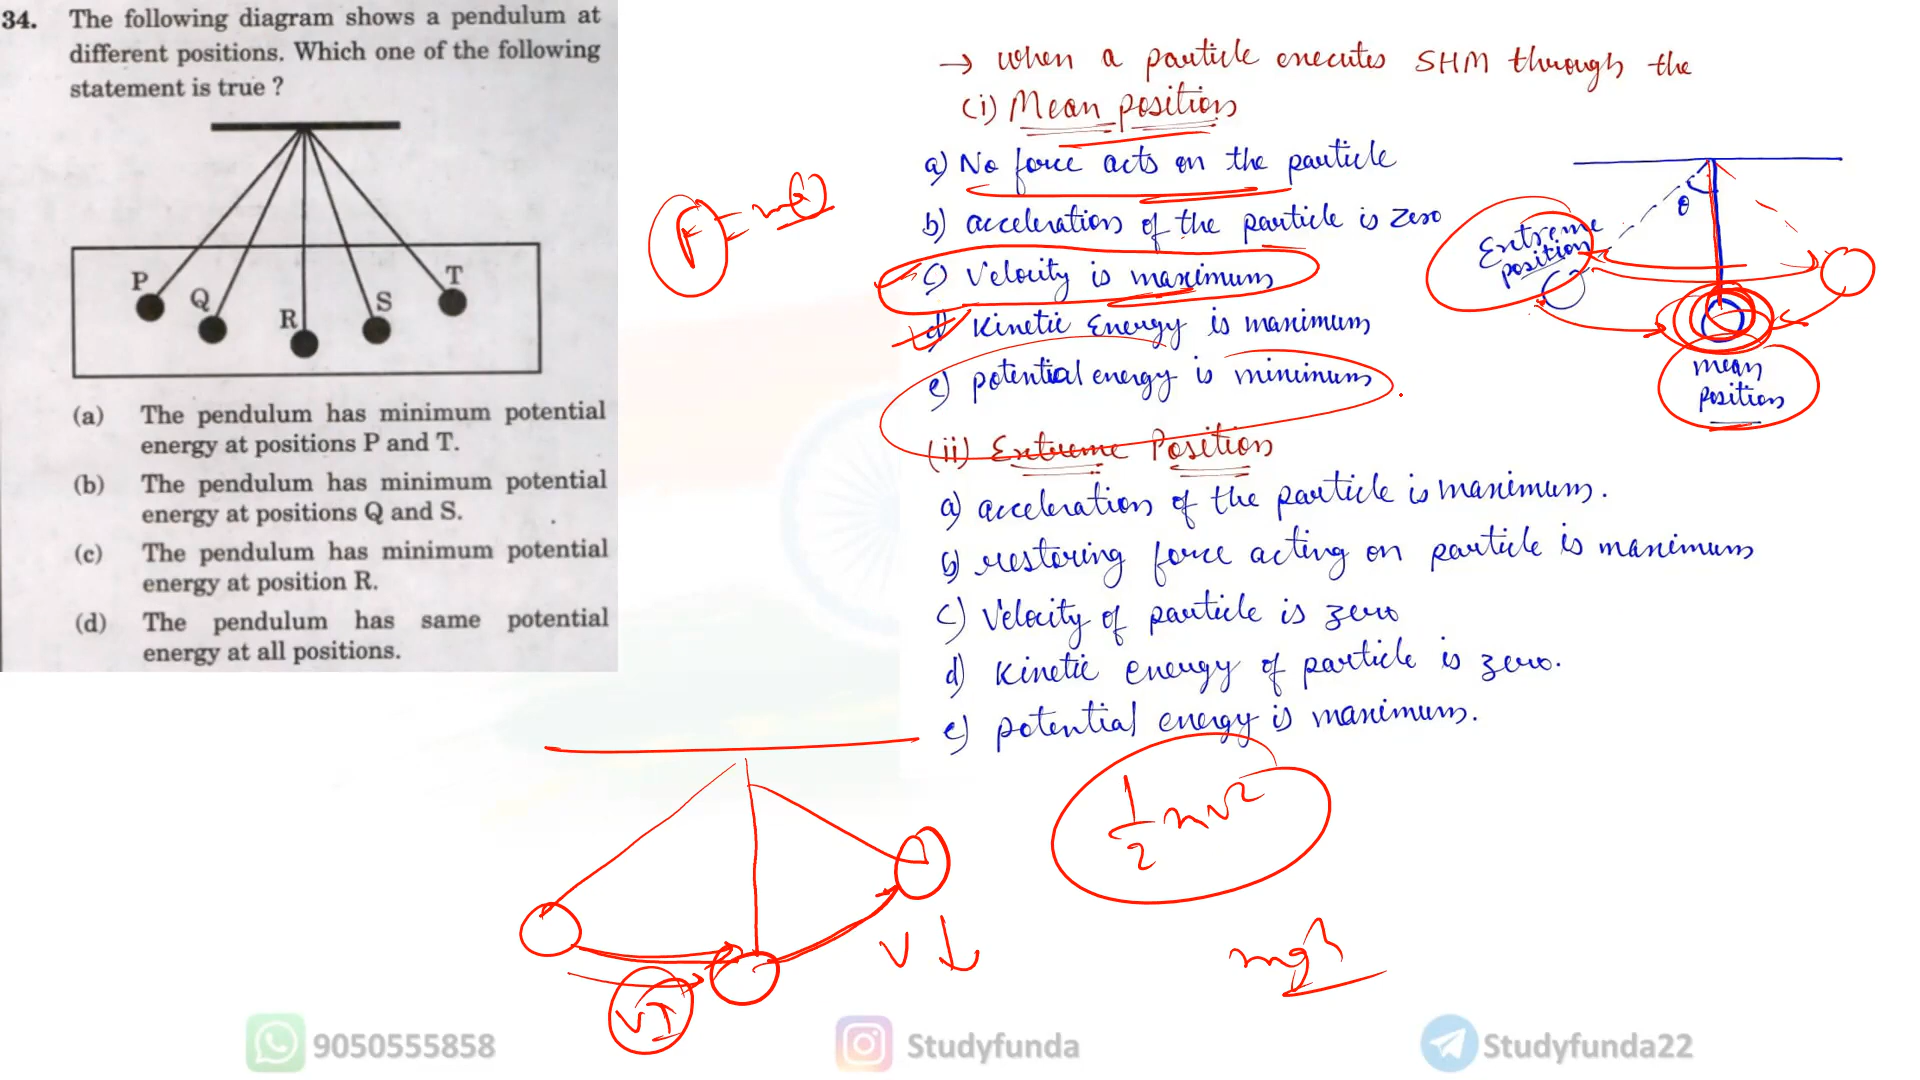 34. The following diagram shows a pendulum at
different positions. Which one of the following
statement is true ?
P
Q
R
S
T
(a) The pendulum has minimum potential
energy at positions P and T.
(b) The pendulum has minimum potential
energy at positions Q and S.
(c) The pendulum has minimum potential
energy at position R.
(d) The pendulum has same potential
energy at all positions.
→ when a particle executes SHM through the
(i) Mean position
a) No force acts on the particle
b) acceleration of the particle is zero
c) Velocity is maximum
d) Kinetic Energy is maximum
e) potential energy is minimum
(ii) Extreme Position
a) acceleration of the particle is maximum.
b) restoring force acting on particle is maximum
c) Velocity of particle is zero
d) Kinetic energy of particle is zero.
e) potential energy is maximum.
θ
Extreme
position
mean
position
V↑
V ↓
1/2 mv²
mgh
9050555858
Studyfunda
Studyfunda22